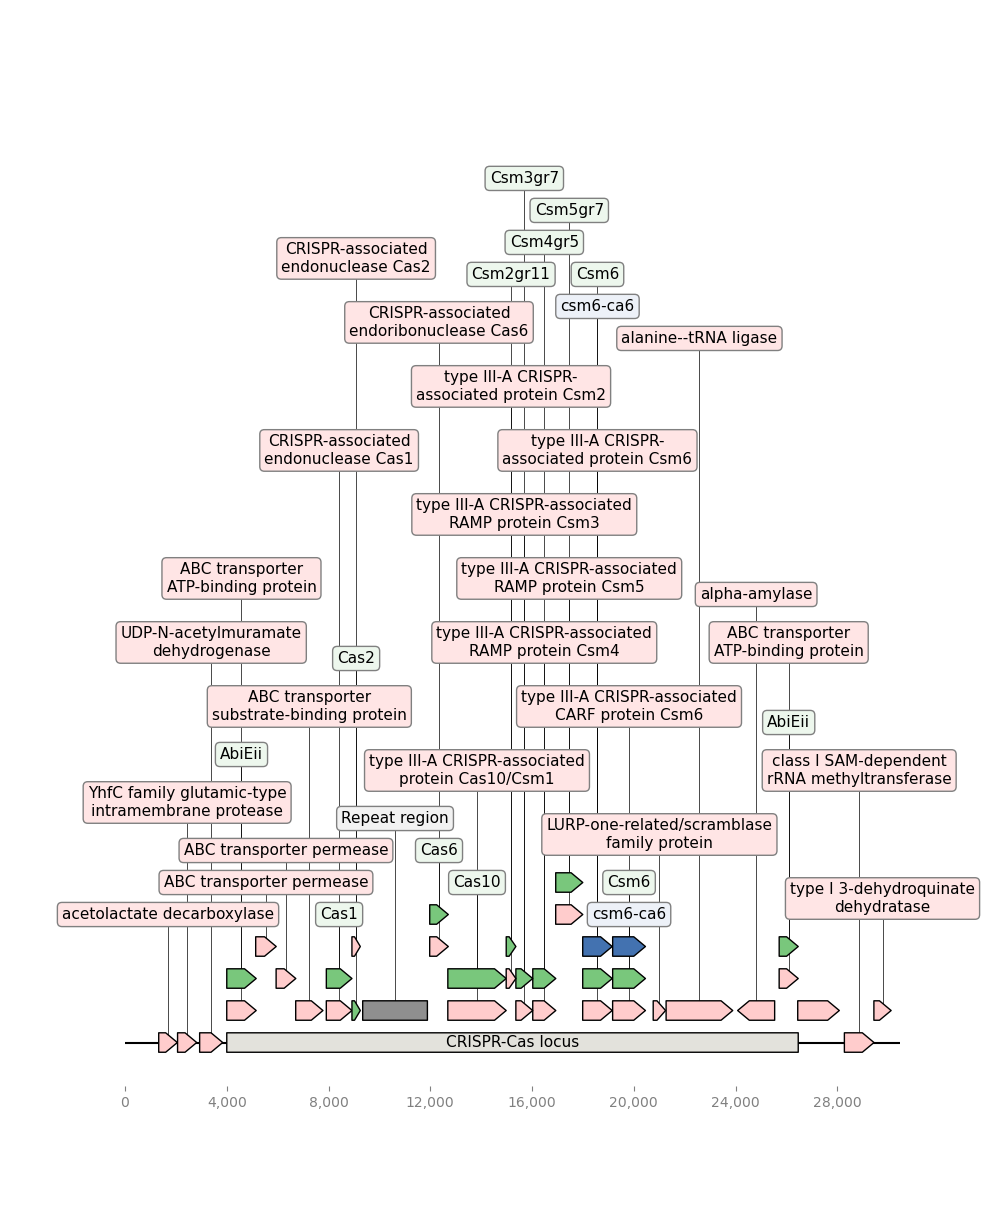 Csm3gr7
Csm5gr7
Csm4gr5
CRISPR-associated
endonuclease Cas2
Csm2gr11
Csm6
csm6-ca6
CRISPR-associated
endoribonuclease Cas6
alanine--tRNA ligase
type III-A CRISPR-
associated protein Csm2
CRISPR-associated
endonuclease Cas1
type III-A CRISPR-
associated protein Csm6
type III-A CRISPR-associated
RAMP protein Csm3
ABC transporter
ATP-binding protein
type III-A CRISPR-associated
RAMP protein Csm5
alpha-amylase
UDP-N-acetylmuramate
dehydrogenase
Cas2
type III-A CRISPR-associated
RAMP protein Csm4
ABC transporter
ATP-binding protein
ABC transporter
substrate-binding protein
type III-A CRISPR-associated
CARF protein Csm6
AbiEii
AbiEii
type III-A CRISPR-associated
protein Cas10/Csm1
class I SAM-dependent
rRNA methyltransferase
YhfC family glutamic-type
intramembrane protease
Repeat region
LURP-one-related/scramblase
family protein
ABC transporter permease
Cas6
ABC transporter permease
Cas10
Csm6
type I 3-dehydroquinate
dehydratase
acetolactate decarboxylase
Cas1
csm6-ca6
CRISPR-Cas locus
0
4,000
8,000
12,000
16,000
20,000
24,000
28,000